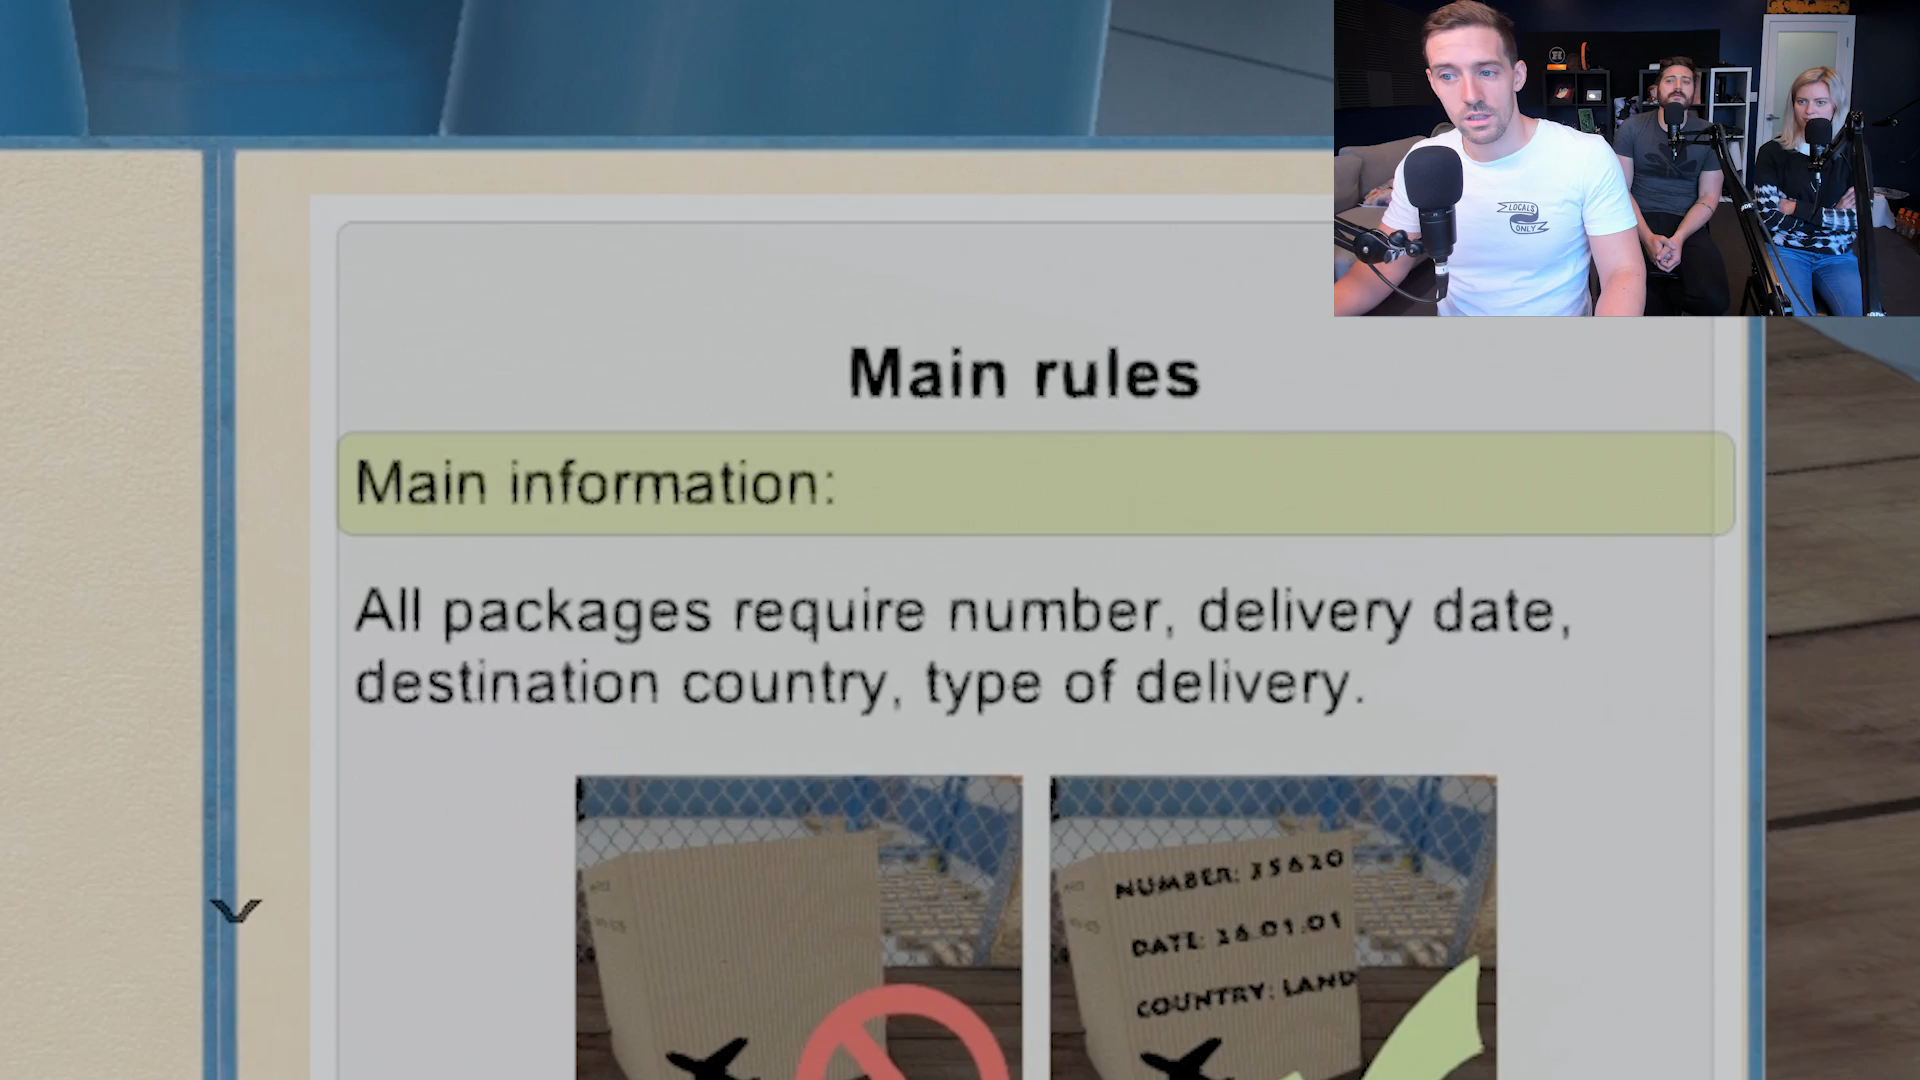 LOCALS
ONLY
Main rules
Main information:
All packages require number, delivery date,
destination country, type of delivery.
NUMBER: 35620
DATE: 26.01.01
COUNTRY: LAND